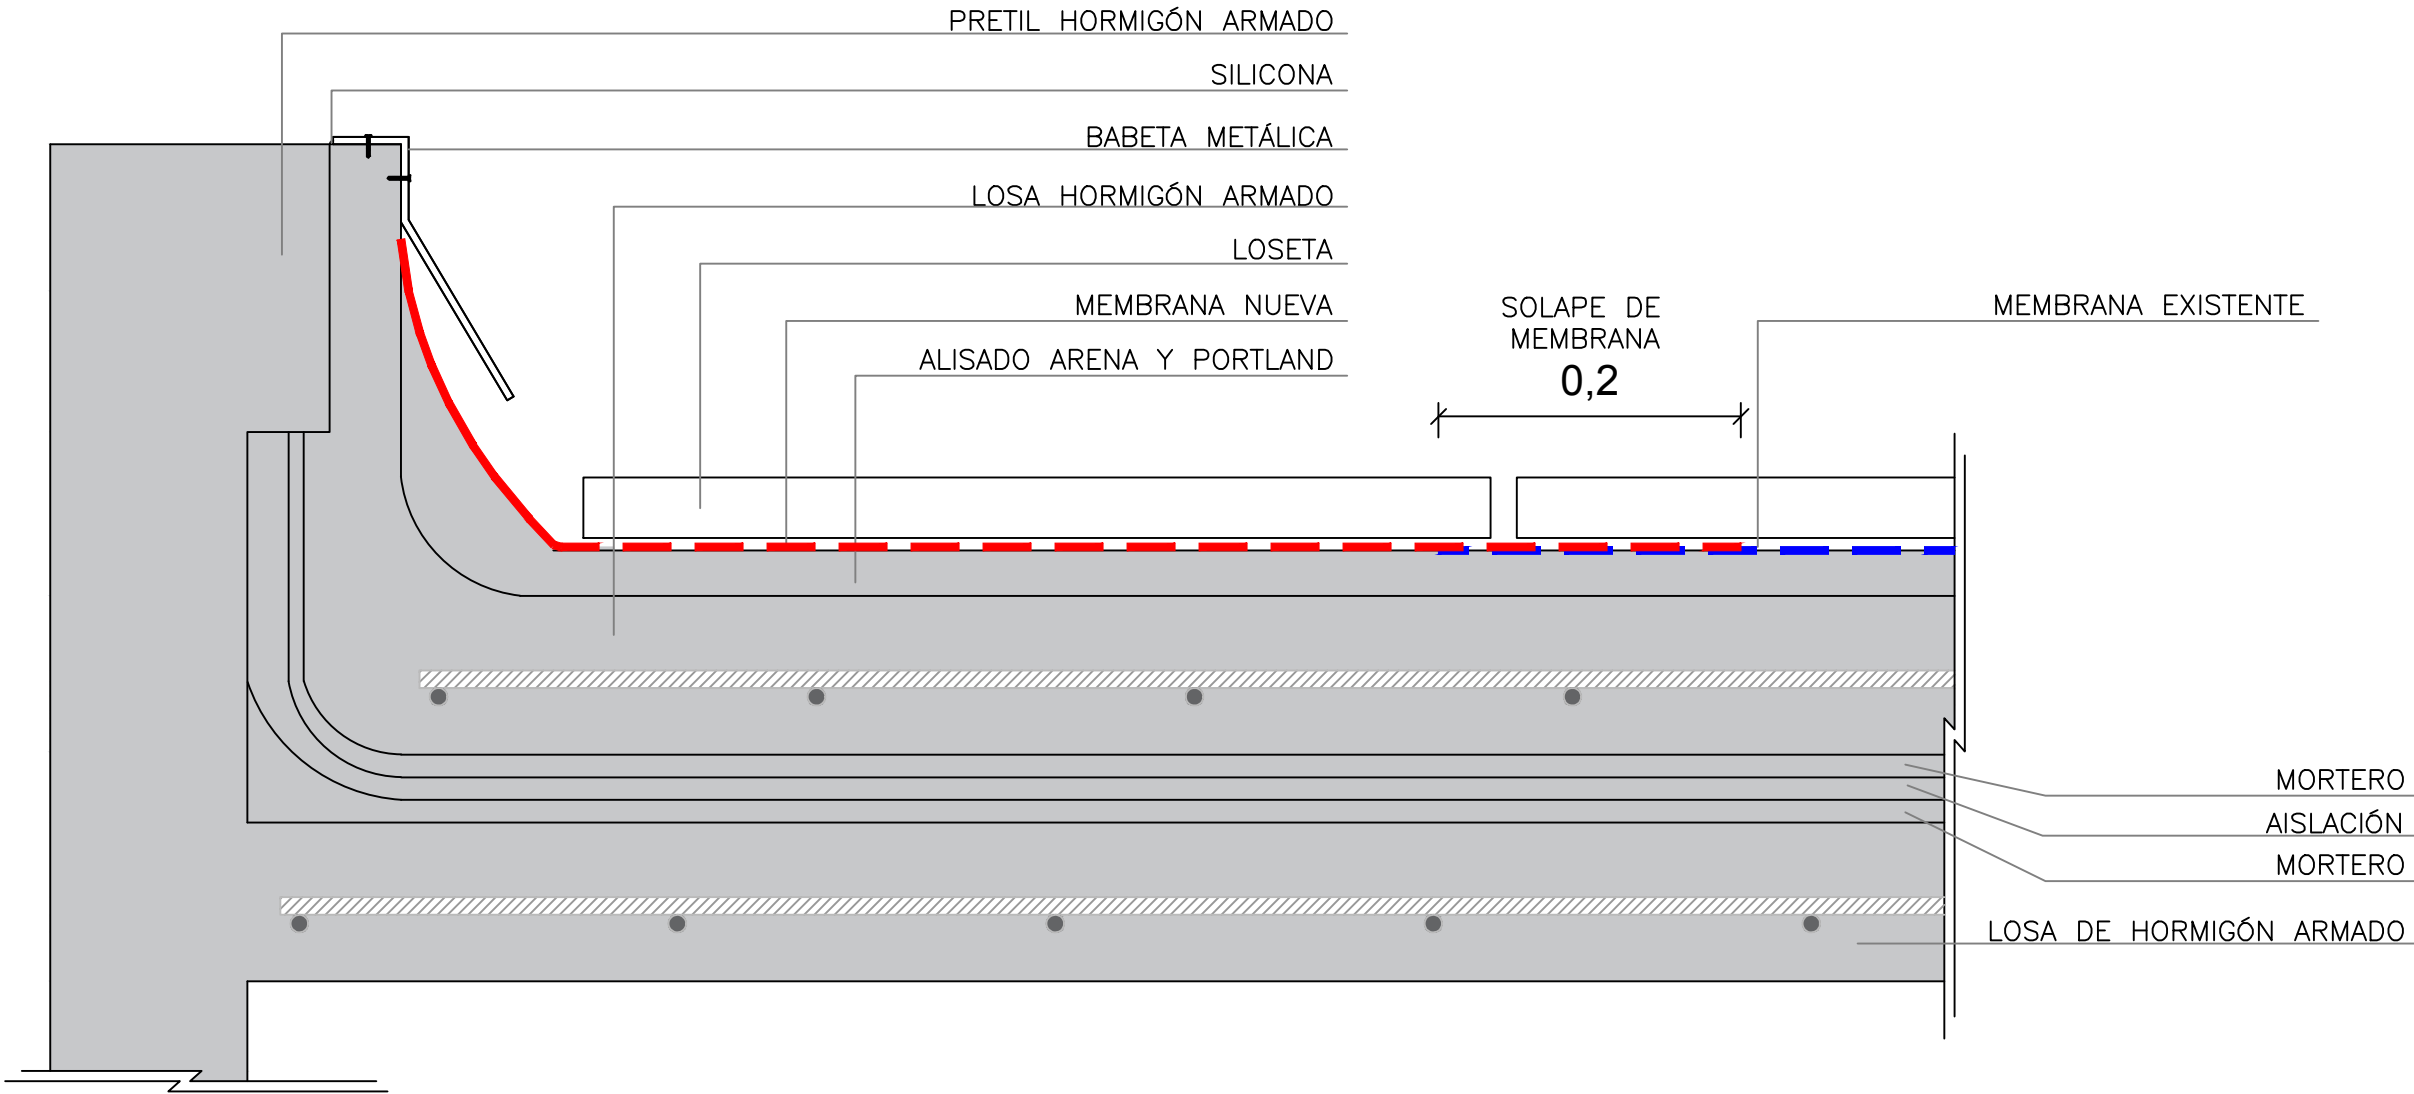 PRETIL HORMIGÓN ARMADO
SILICONA
BABETA METÁLICA
LOSA HORMIGÓN ARMADO
LOSETA
MEMBRANA NUEVA
ALISADO ARENA Y PORTLAND
SOLAPE DE
MEMBRANA
0,2
MEMBRANA EXISTENTE
MORTERO
AISLACIÓN
MORTERO
LOSA DE HORMIGÓN ARMADO